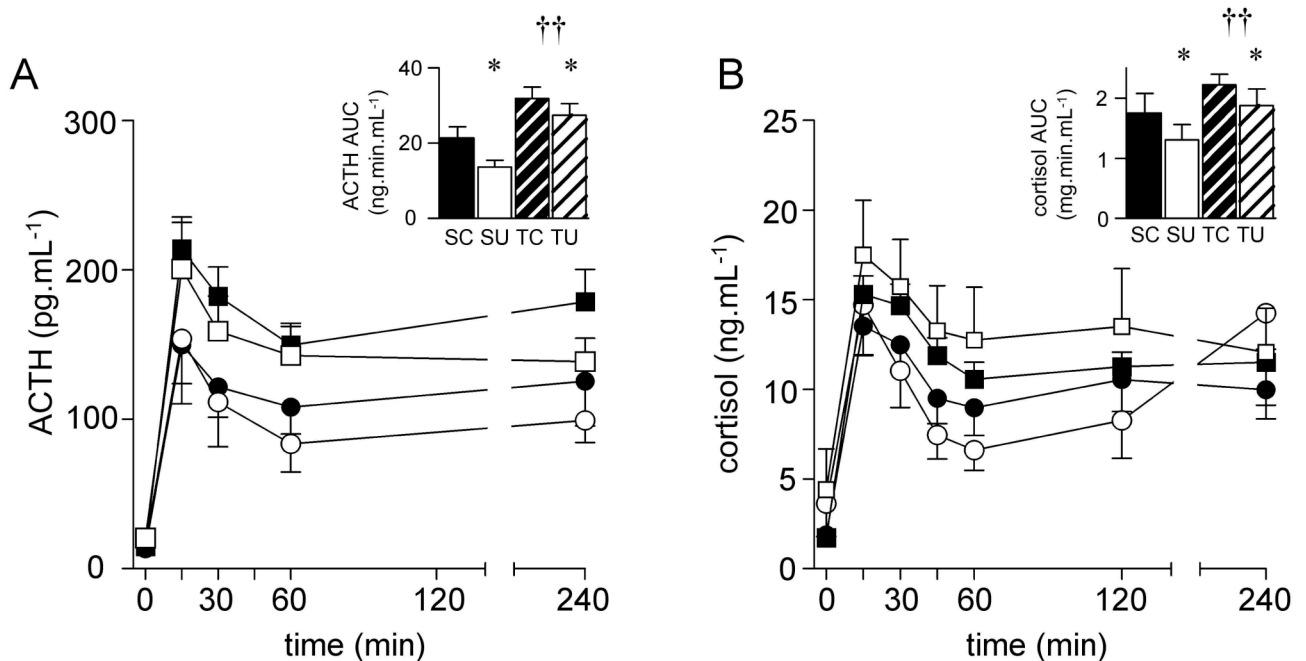 A
††
* *
40
20
0
ACTH AUC
(ng.min.mL⁻¹)
SC SU TC TU
300
200
100
0
ACTH (pg.mL⁻¹)
0 30 60 120 240
time (min)
B
††
* *
2
1
0
cortisol AUC
(mg.min.mL⁻¹)
SC SU TC TU
25
20
15
10
5
0
cortisol (ng.mL⁻¹)
0 30 60 120 240
time (min)